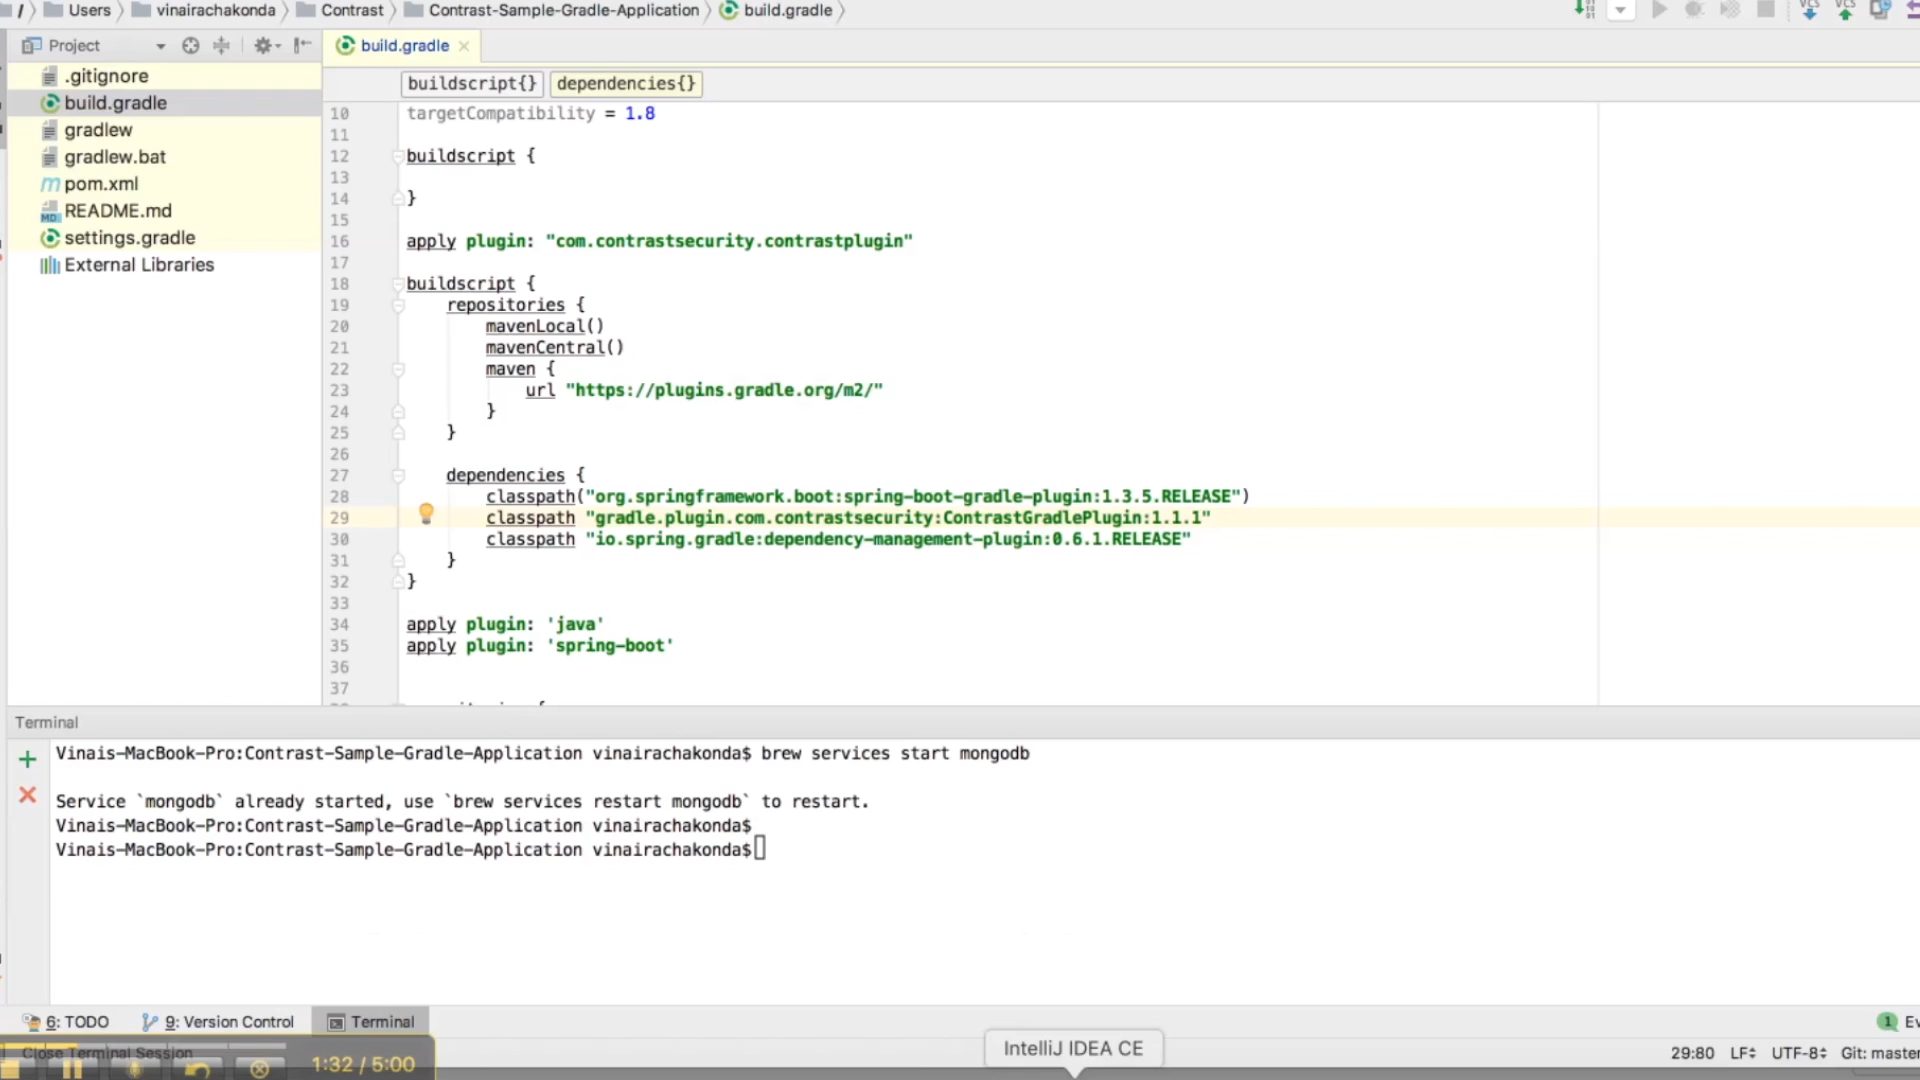 / Users vinairachakonda Contrast Contrast-Sample-Gradle-Application build.gradle
Project
build.gradle
.gitignore
build.gradle
gradlew
gradlew.bat
pom.xml
README.md
settings.gradle
External Libraries
buildscript{} dependencies{}
10 targetCompatibility = 1.8
11
12 buildscript {
13
14 }
15
16 apply plugin: "com.contrastsecurity.contrastplugin"
17
18 buildscript {
19 repositories {
20 mavenLocal()
21 mavenCentral()
22 maven {
23 url "https://plugins.gradle.org/m2/"
24 }
25 }
26
27 dependencies {
28 classpath("org.springframework.boot:spring-boot-gradle-plugin:1.3.5.RELEASE")
29 classpath "gradle.plugin.com.contrastsecurity:ContrastGradlePlugin:1.1.1"
30 classpath "io.spring.gradle:dependency-management-plugin:0.6.1.RELEASE"
31 }
32 }
33
34 apply plugin: 'java'
35 apply plugin: 'spring-boot'
36
37
Terminal
Vinais-MacBook-Pro:Contrast-Sample-Gradle-Application vinairachakonda$ brew services start mongodb
Service `mongodb` already started, use `brew services restart mongodb` to restart.
Vinais-MacBook-Pro:Contrast-Sample-Gradle-Application vinairachakonda$
Vinais-MacBook-Pro:Contrast-Sample-Gradle-Application vinairachakonda$
6: TODO 9: Version Control Terminal
1
Close Terminal Session
1:32 / 5:00
IntelliJ IDEA CE
29:80 LF UTF-8 Git: master